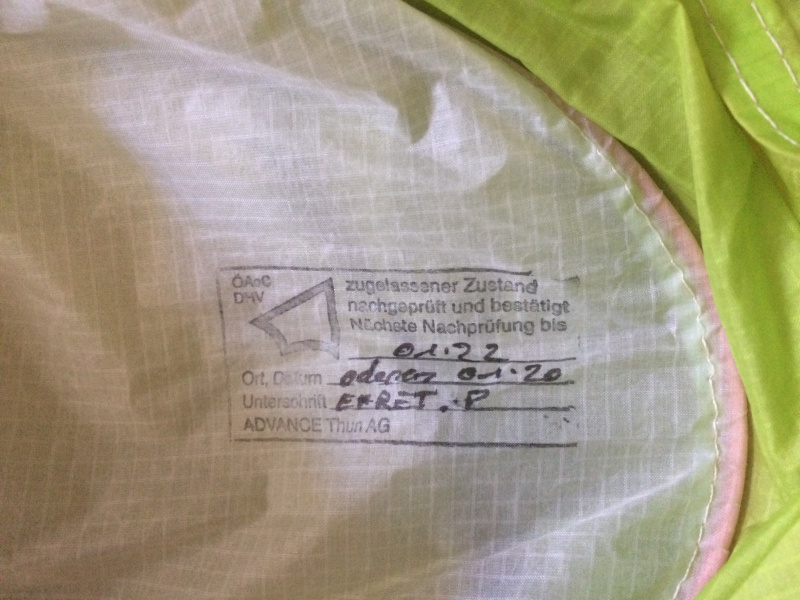 ÖAeC
DHV
zugelassener Zustand
nachgeprüft und bestätigt
Nächste Nachprüfung bis
01.22
Ort, Datum oderen 01.20
Unterschrift
ADVANCE Thun AG